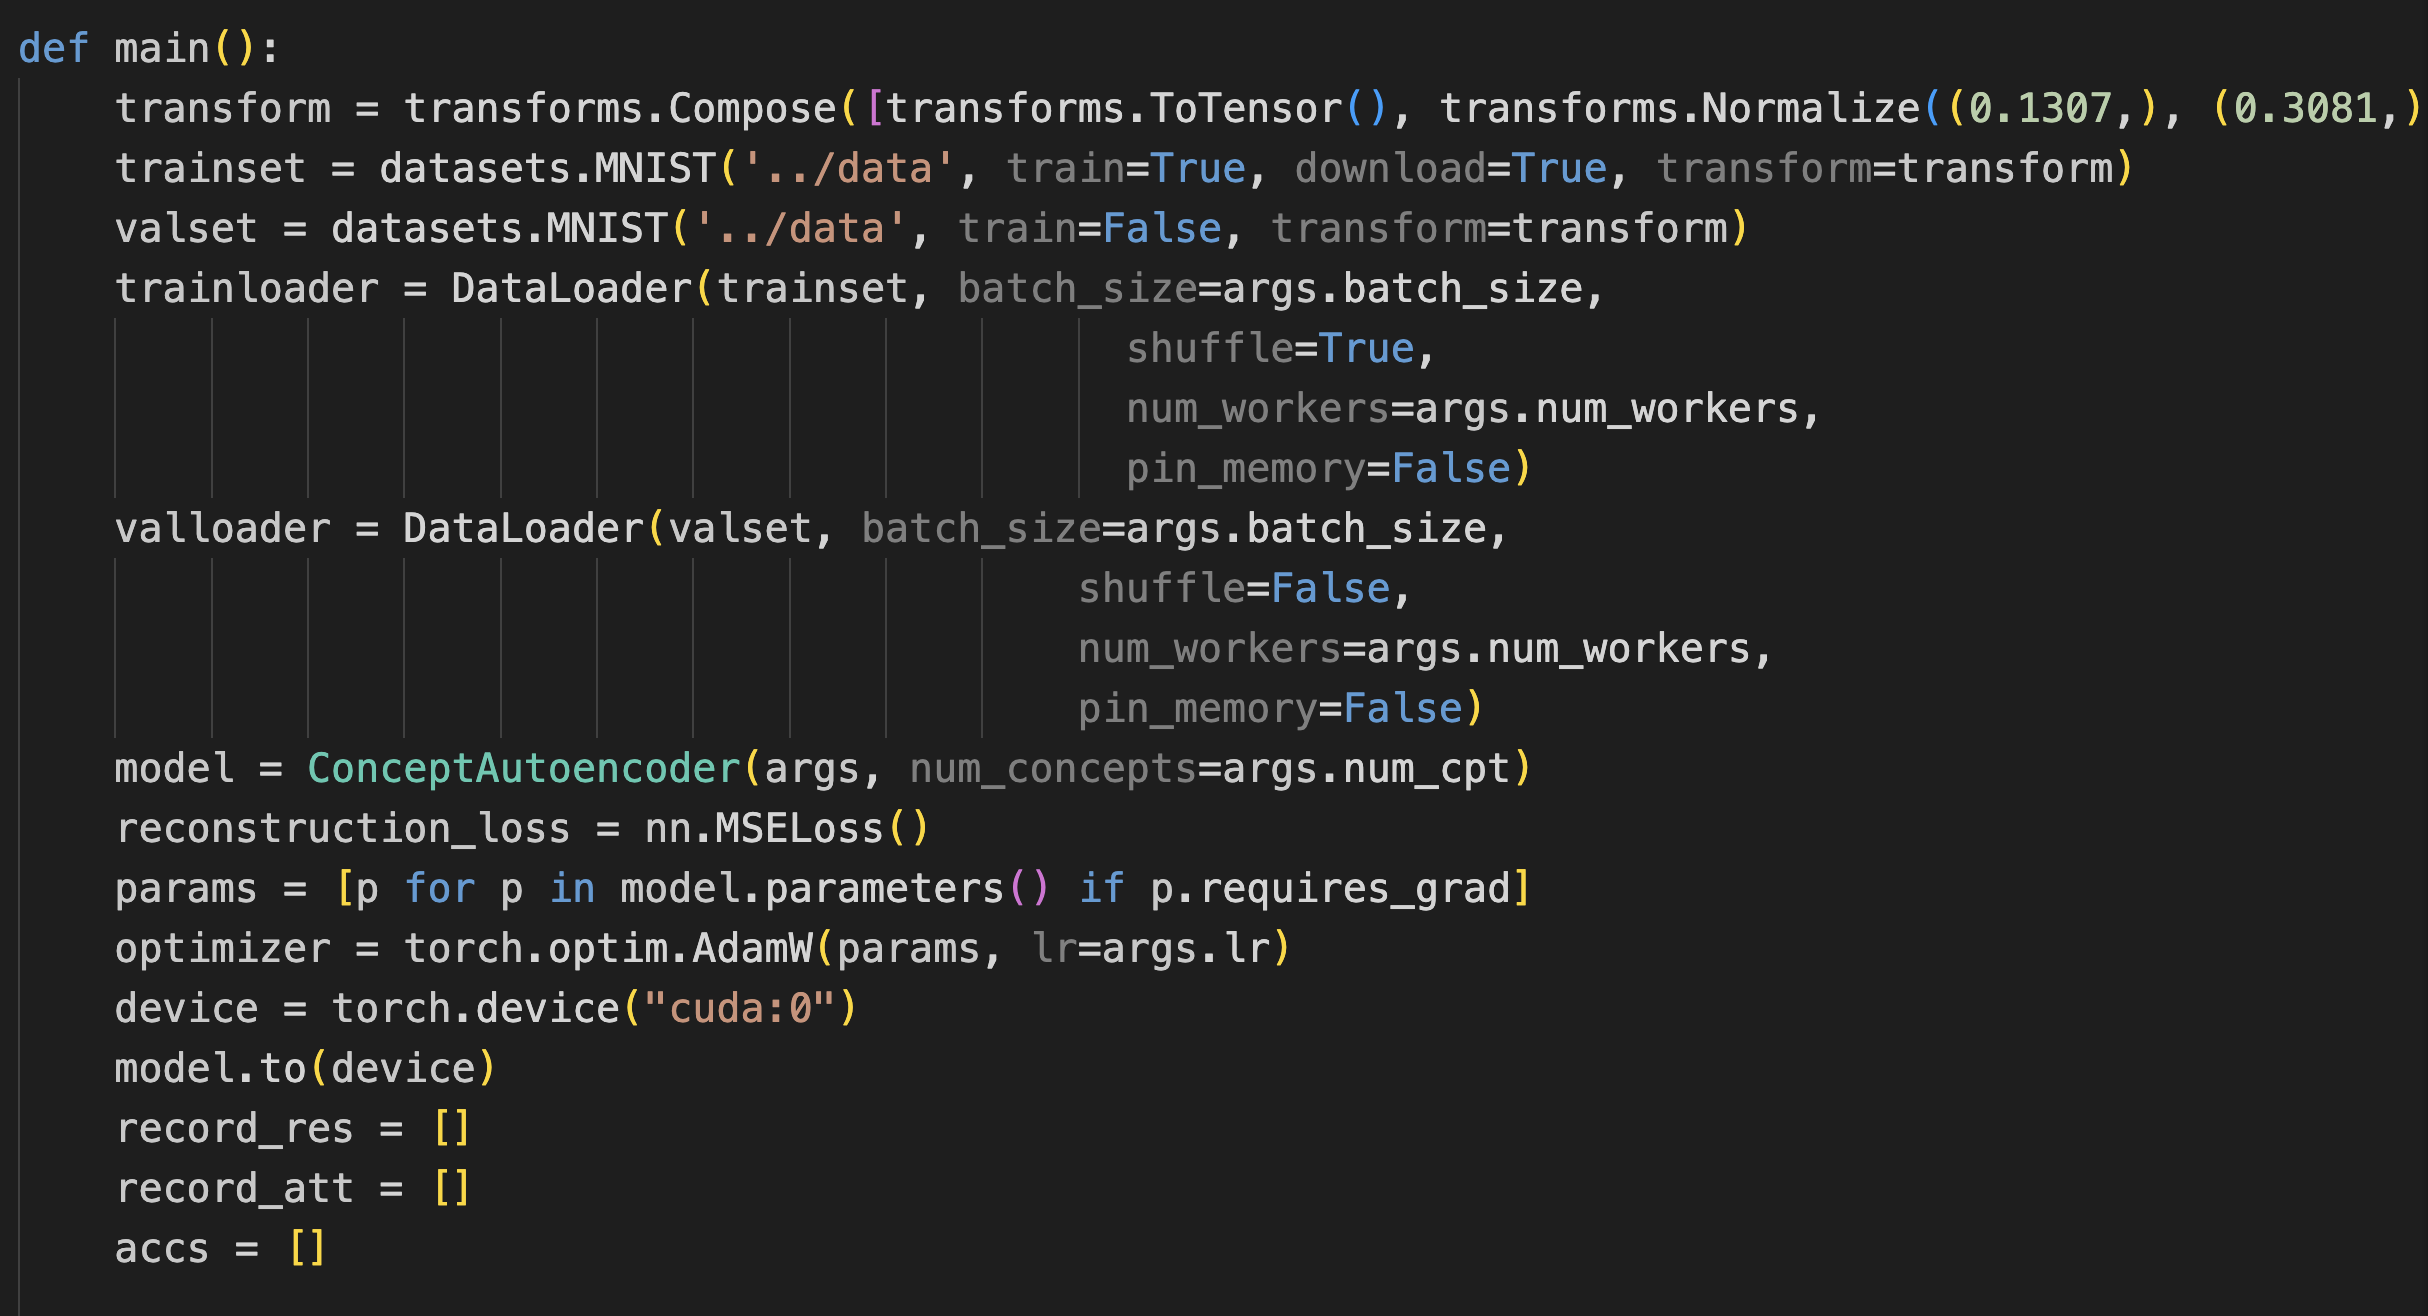 def main():
    transform = transforms.Compose([transforms.ToTensor(), transforms.Normalize((0.1307,), (0.3081,)
    trainset = datasets.MNIST('../data', train=True, download=True, transform=transform)
    valset = datasets.MNIST('../data', train=False, transform=transform)
    trainloader = DataLoader(trainset, batch_size=args.batch_size,
                                          shuffle=True,
                                          num_workers=args.num_workers,
                                          pin_memory=False)
    valloader = DataLoader(valset, batch_size=args.batch_size,
                                        shuffle=False,
                                        num_workers=args.num_workers,
                                        pin_memory=False)
    model = ConceptAutoencoder(args, num_concepts=args.num_cpt)
    reconstruction_loss = nn.MSELoss()
    params = [p for p in model.parameters() if p.requires_grad]
    optimizer = torch.optim.AdamW(params, lr=args.lr)
    device = torch.device("cuda:0")
    model.to(device)
    record_res = []
    record_att = []
    accs = []